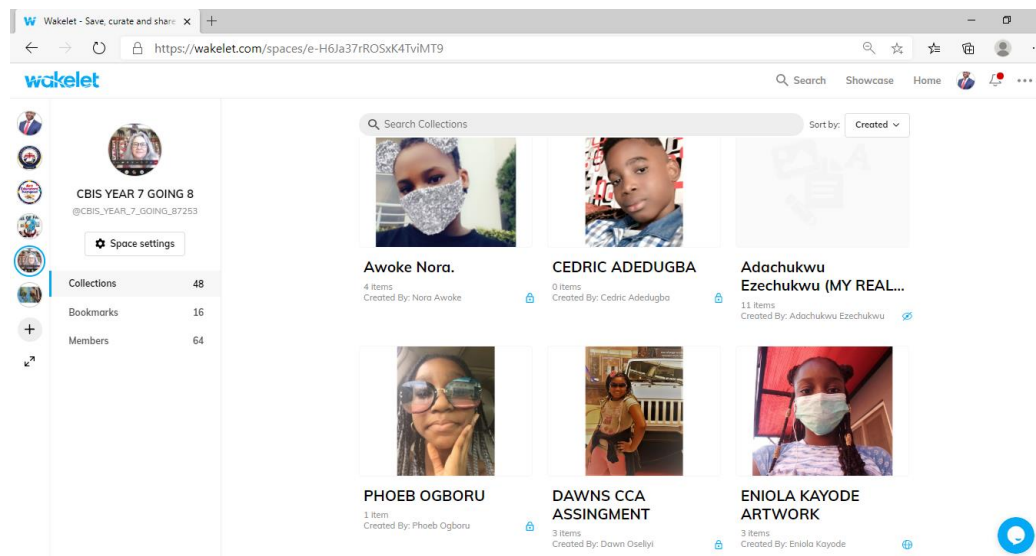 Wakelet - Save, curate and share
https://wakelet.com/spaces/e-H6Ja37rROSxK4TviMT9
wakelet
Search Showcase Home
Search Collections
Sort by: Created
CBIS YEAR 7 GOING 8
@CBIS_YEAR_7_GOING_87253
Space settings
Collections 48
Bookmarks 16
Members 64
Awoke Nora.
4 items
Created By: Nora Awoke
CEDRIC ADEDUGBA
0 items
Created By: Cedric Adedugba
Adachukwu
Ezechukwu (MY REAL...
11 items
Created By: Adachukwu Ezechukwu
PHOEB OGBORU
1 item
Created By: Phoeb Ogboru
DAWNS CCA
ASSINGMENT
3 items
Created By: Dawn Oseliyi
ENIOLA KAYODE
ARTWORK
3 items
Created By: Eniola Kayode